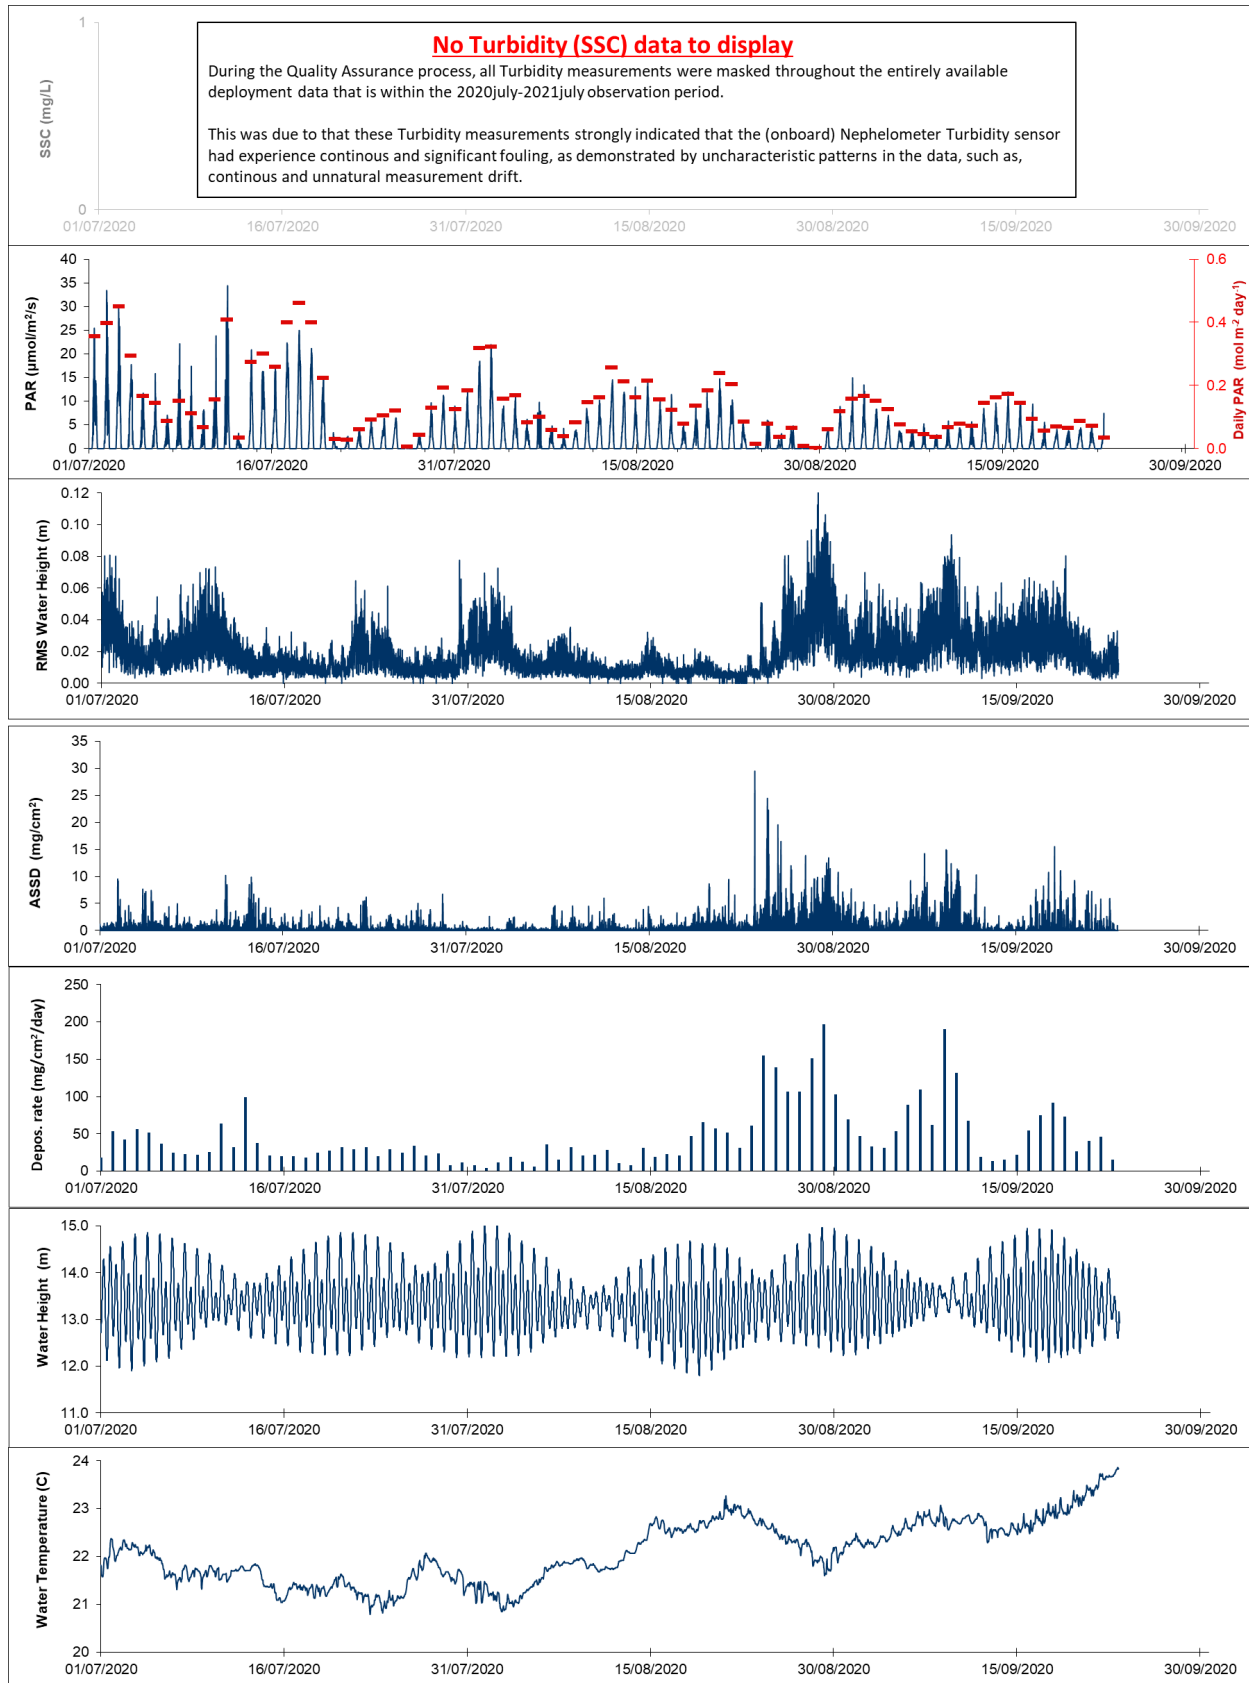 1
No Turbidity (SSC) data to display
During the Quality Assurance process, all Turbidity measurements were masked throughout the entirely available
deployment data that is within the 2020july-2021july observation period.
This was due to that these Turbidity measurements strongly indicated that the (onboard) Nephelometer Turbidity sensor
had experience continous and significant fouling, as demonstrated by uncharacteristic patterns in the data, such as,
continous and unnatural measurement drift.
SSC (mg/L)
0
01/07/2020 16/07/2020 31/07/2020 15/08/2020 30/08/2020 15/09/2020 30/09/2020
PAR (µmol/m²/s)
40
35
30
25
20
15
10
5
0
0.6
0.4
0.2
0.0
Daily PAR (mol m⁻² day⁻¹)
01/07/2020 16/07/2020 31/07/2020 15/08/2020 30/08/2020 15/09/2020 30/09/2020
RMS Water Height (m)
0.12
0.10
0.08
0.06
0.04
0.02
0.00
01/07/2020 16/07/2020 31/07/2020 15/08/2020 30/08/2020 15/09/2020 30/09/2020
ASSD (mg/cm²)
35
30
25
20
15
10
5
0
01/07/2020 16/07/2020 31/07/2020 15/08/2020 30/08/2020 15/09/2020 30/09/2020
Depos. rate (mg/cm²/day)
250
200
150
100
50
0
01/07/2020 16/07/2020 31/07/2020 15/08/2020 30/08/2020 15/09/2020 30/09/2020
Water Height (m)
15.0
14.0
13.0
12.0
11.0
01/07/2020 16/07/2020 31/07/2020 15/08/2020 30/08/2020 15/09/2020 30/09/2020
Water Temperature (C)
24
23
22
21
20
01/07/2020 16/07/2020 31/07/2020 15/08/2020 30/08/2020 15/09/2020 30/09/2020